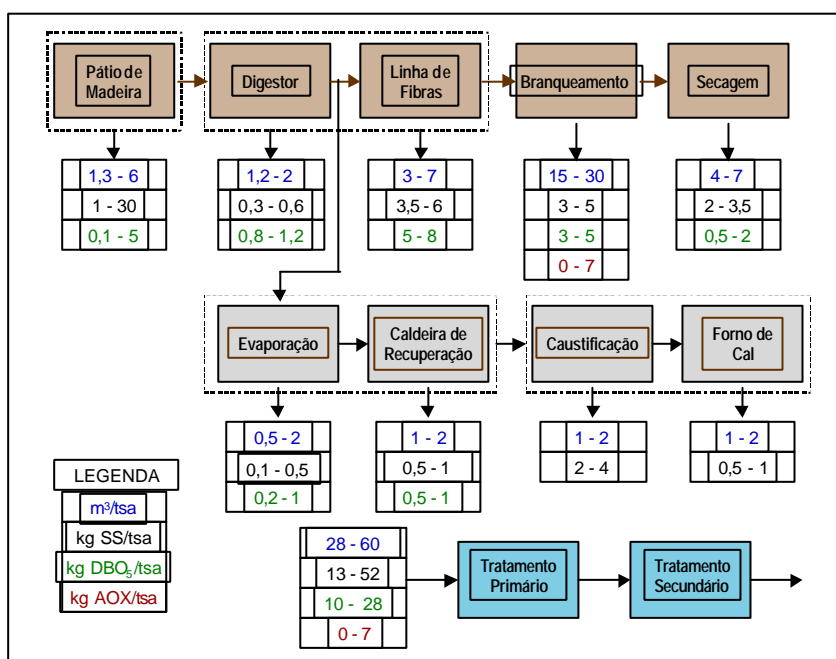 Pátio de
Madeira
Digestor
Linha de
Fibras
Branqueamento
Secagem
1,3 - 6
1 - 30
0,1 - 5
1,2 - 2
0,3 - 0,6
0,8 - 1,2
3 - 7
3,5 - 6
5 - 8
15 - 30
3 - 5
3 - 5
0 - 7
4 - 7
2 - 3,5
0,5 - 2
Evaporação
Caldeira de
Recuperação
Caustificação
Forno de
Cal
0,5 - 2
0,1 - 0,5
0,2 - 1
1 - 2
0,5 - 1
0,5 - 1
1 - 2
2 - 4
1 - 2
0,5 - 1
LEGENDA
m³/tsa
kg SS/tsa
kg DBO₅/tsa
kg AOX/tsa
28 - 60
13 - 52
10 - 28
0 - 7
Tratamento
Primário
Tratamento
Secundário